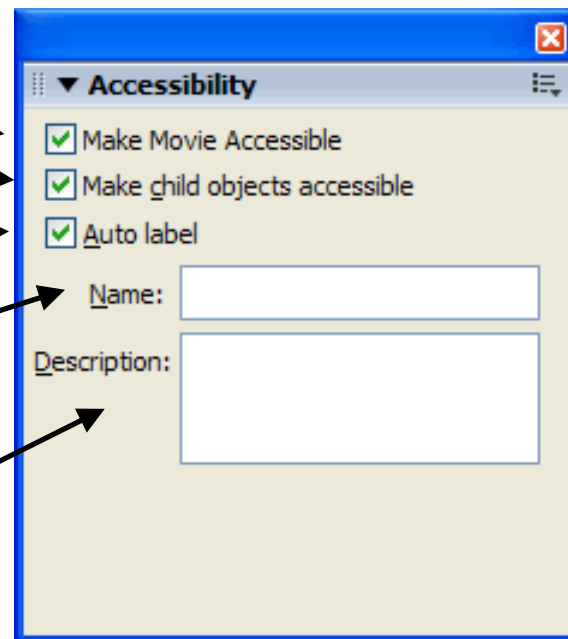 Accessibility
Make Movie Accessible
Make child objects accessible
Auto label
Name:
Description: